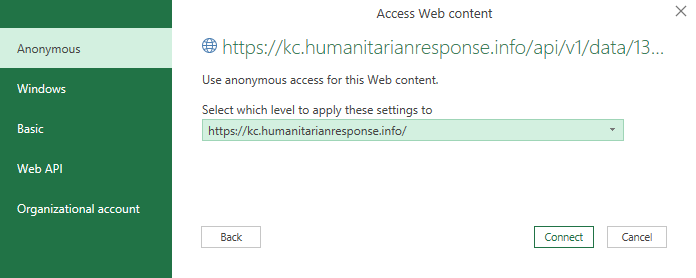 Access Web content
Anonymous
Windows
Basic
Web API
Organizational account
https://kc.humanitarianresponse.info/api/v1/data/13...
Use anonymous access for this Web content.
Select which level to apply these settings to
https://kc.humanitarianresponse.info/
Back
Connect
Cancel